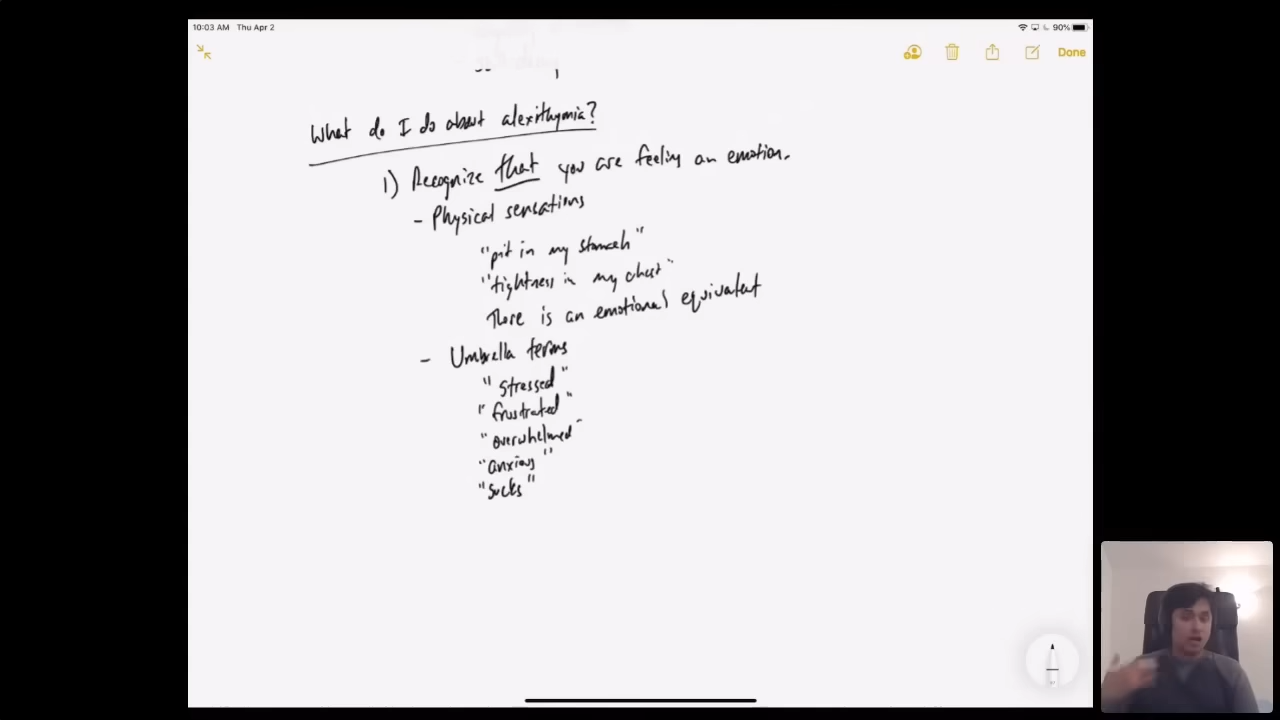 10:03 AM Thu Apr 2
90%
Done
What do I do about alexithymia?
1) Recognize that you are feeling an emotion.
- Physical sensations
"pit in my stomach"
"tightness in my chest"
There is an emotional equivalent
- Umbrella terms
"stressed"
"frustrated"
"overwhelmed"
"anxious"
"sucks"